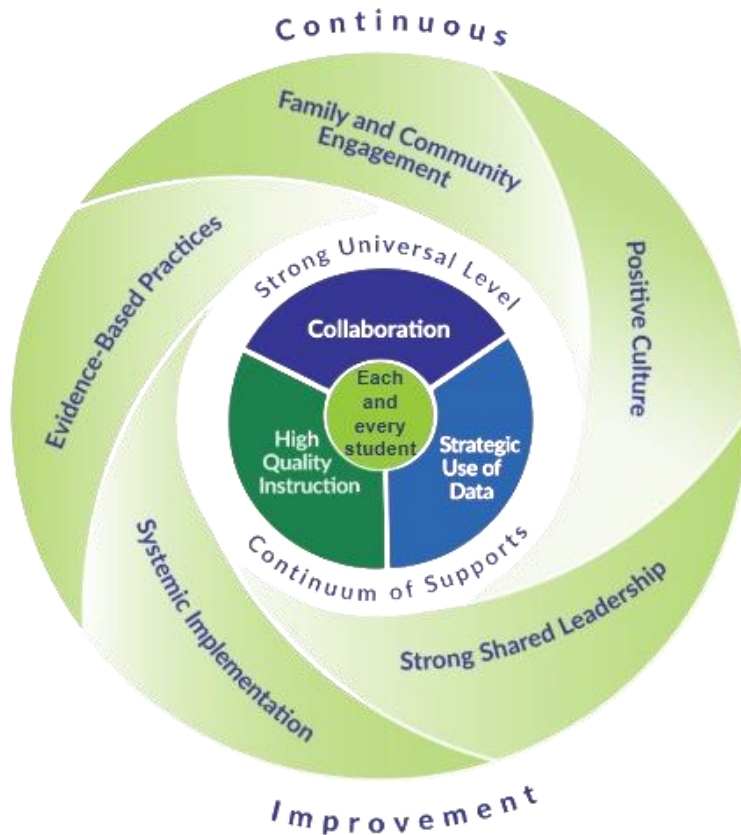 Continuous
Family and Community
Engagement
Positive Culture
Strong Shared Leadership
Systemic Implementation
Evidence-Based Practices
Strong Universal Level
Collaboration
Each
and
every
student
High
Quality
Instruction
Strategic
Use of
Data
Continuum of Supports
Improvement